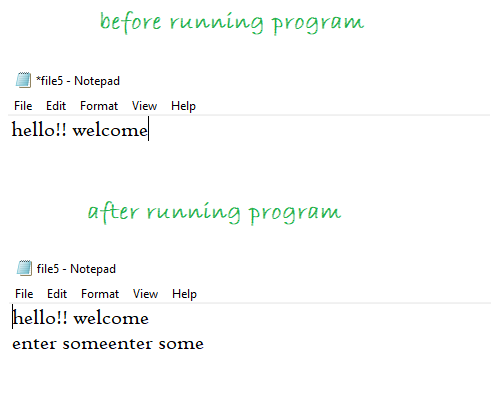 before running program
*file5 - Notepad
File Edit Format View Help
hello!! welcome
after running program
file5 - Notepad
File Edit Format View Help
hello!! welcome
enter someenter some